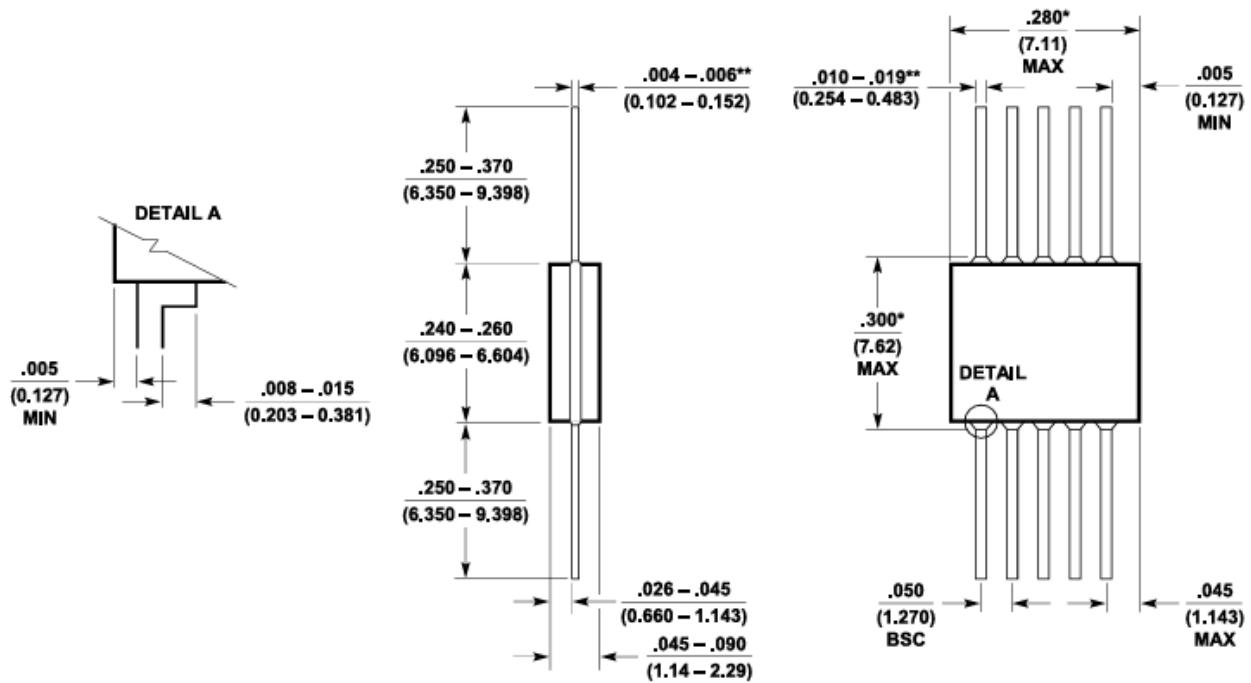 .280*
(7.11)
MAX
.004 – .006**
(0.102 – 0.152)
.010 – .019**
(0.254 – 0.483)
.005
(0.127)
MIN
.250 – .370
(6.350 – 9.398)
DETAIL A
.240 – .260
(6.096 – 6.604)
.300*
(7.62)
MAX
DETAIL
A
.005
(0.127)
MIN
.008 – .015
(0.203 – 0.381)
.250 – .370
(6.350 – 9.398)
.026 – .045
(0.660 – 1.143)
.045 – .090
(1.14 – 2.29)
.050
(1.270)
BSC
.045
(1.143)
MAX